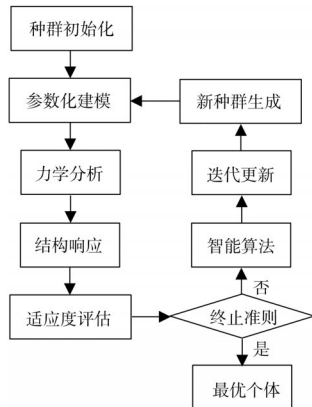 种群初始化
参数化建模
新种群生成
力学分析
迭代更新
结构响应
智能算法
否
适应度评估
终止准则
是
最优个体